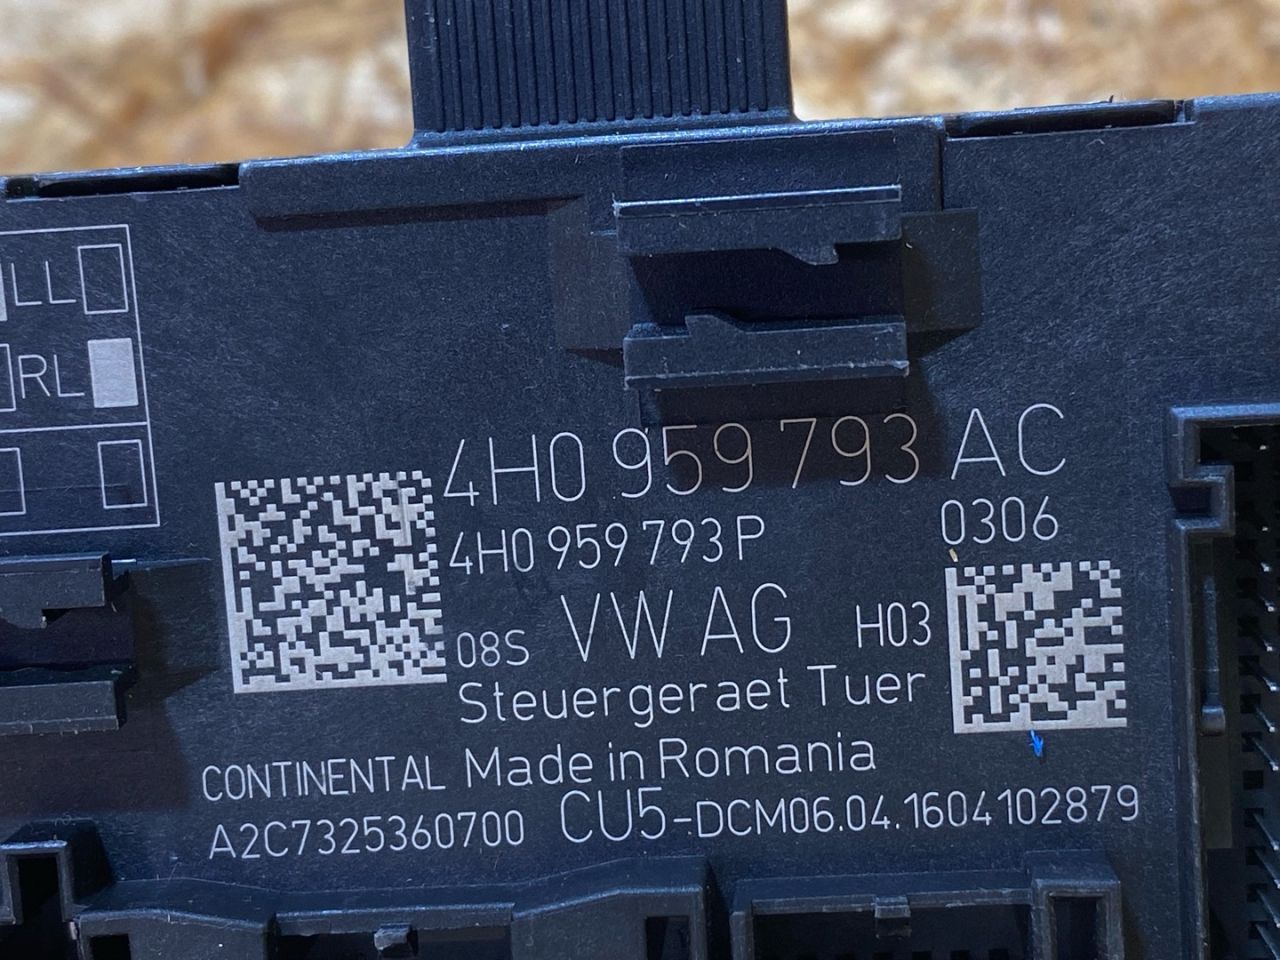 LL
RL
4H0 959 793 AC
4H0 959 793 P
0306
08S VW AG H03
Steuergeraet Tuer
CONTINENTAL Made in Romania
A2C7325360700 CU5-DCM06.04.1604102879